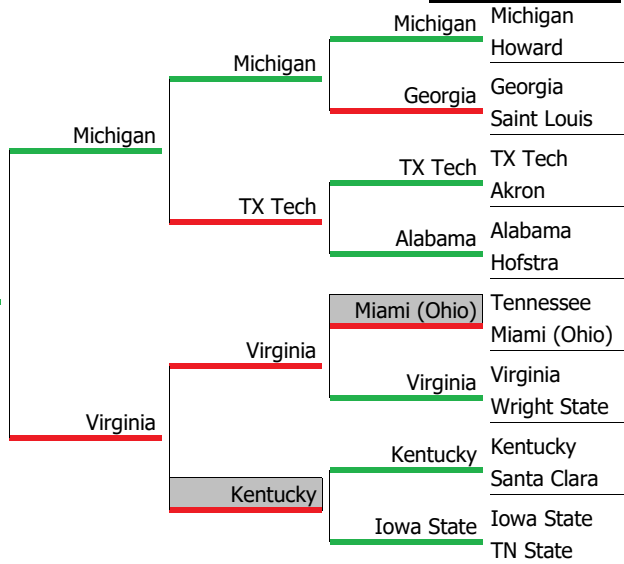 Michigan
Howard
Georgia
Saint Louis
TX Tech
Akron
Alabama
Hofstra
Tennessee
Miami (Ohio)
Virginia
Wright State
Kentucky
Santa Clara
Iowa State
TN State
Michigan
Georgia
TX Tech
Alabama
Miami (Ohio)
Virginia
Kentucky
Iowa State
Michigan
TX Tech
Virginia
Kentucky
Michigan
Virginia